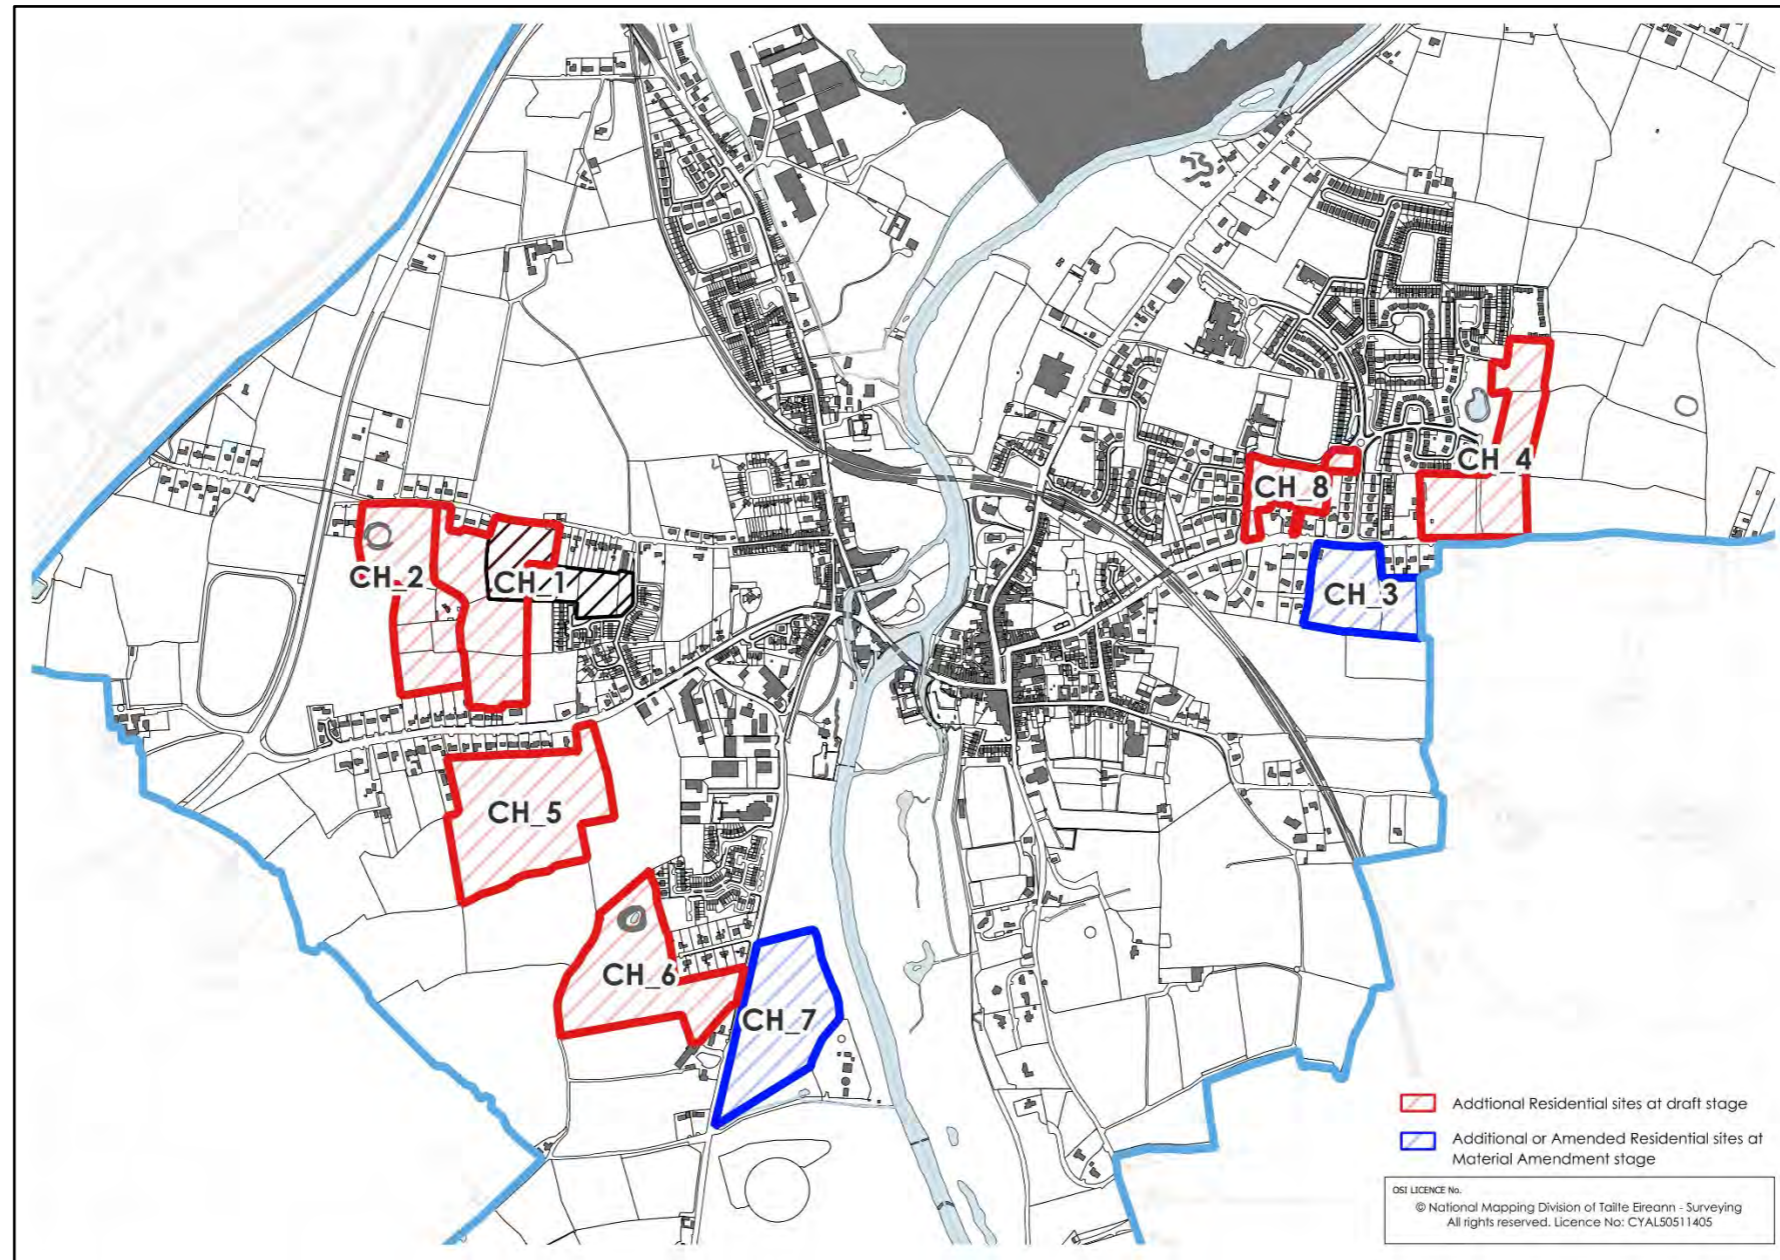 CH_4
CH_8
CH_2
CH_1
CH_3
CH_5
CH_6
CH_7
Addtional Residential sites at draft stage
Additional or Amended Residential sites at
Material Amendment stage
OSI LICENCE No.
© National Mapping Division of Tailte Eireann - Surveying
All rights reserved. Licence No: CYAL50511405